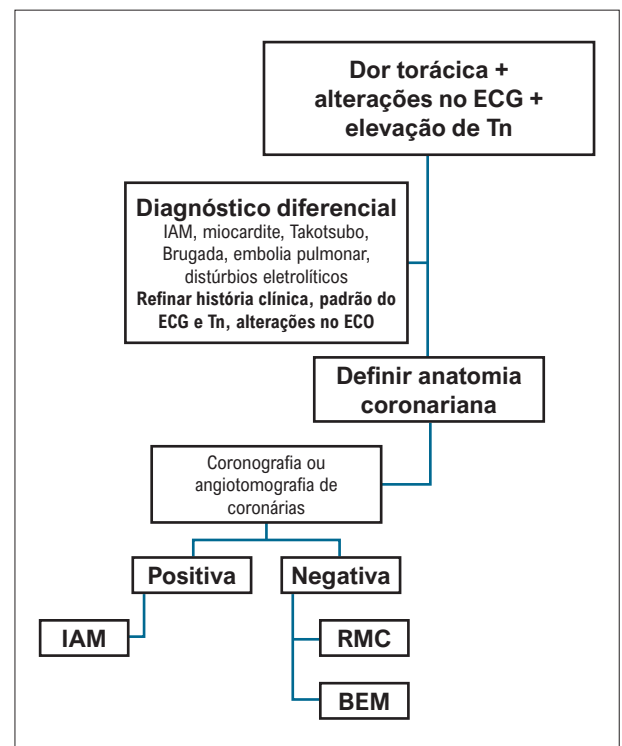 Dor torácica +
alterações no ECG +
elevação de Tn
Diagnóstico diferencial
IAM, miocardite, Takotsubo,
Brugada, embolia pulmonar,
distúrbios eletrolíticos
Refinar história clínica, padrão do
ECG e Tn, alterações no ECO
Definir anatomia
coronariana
Coronografia ou
angiotomografia de
coronárias
Positiva
Negativa
IAM
RMC
BEM